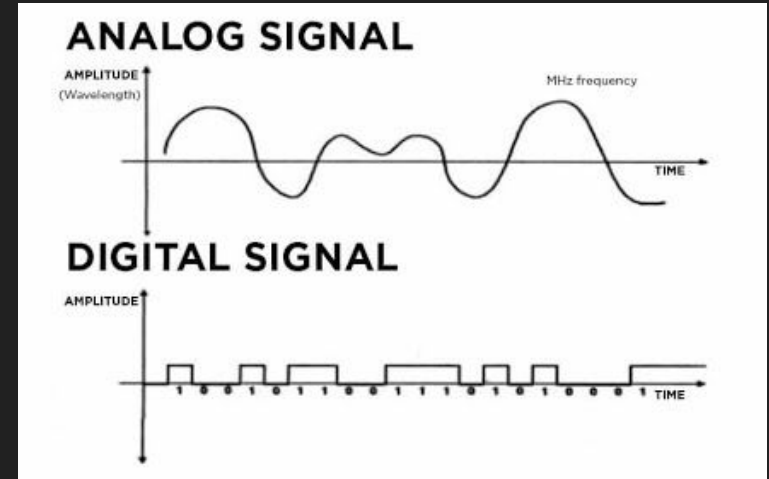 ANALOG SIGNAL
AMPLITUDE
(Wavelength)
MHz frequency
TIME
DIGITAL SIGNAL
AMPLITUDE
1 0 0 1 0 1 1 0 0 1 1 1 0 1 0 1 0 0 0 1 TIME